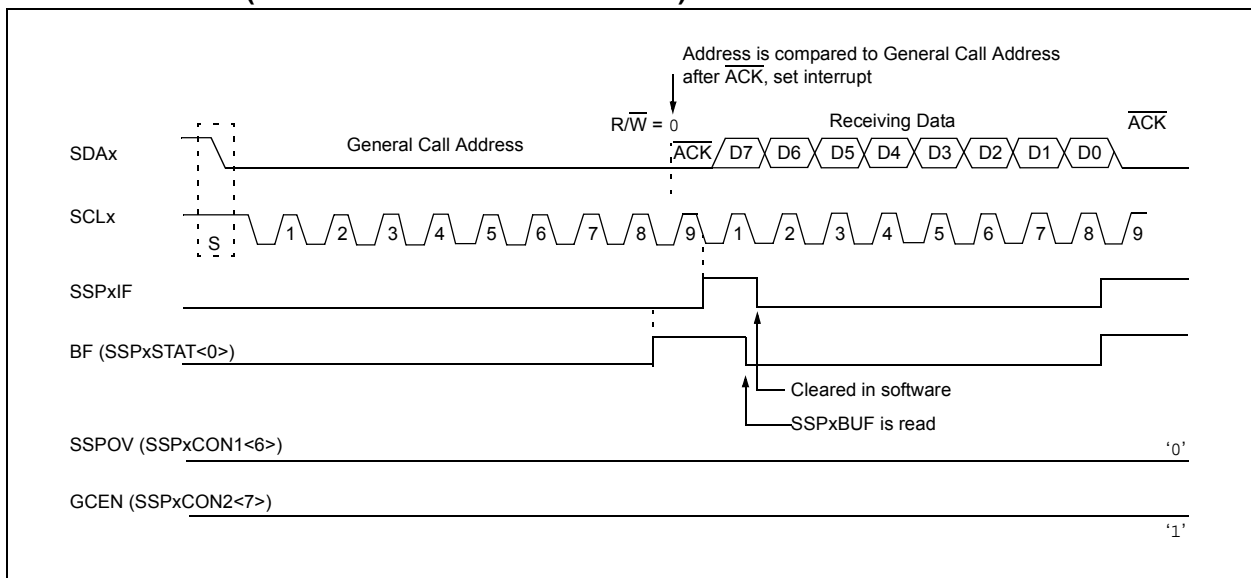 Address is compared to General Call Address
after ACK, set interrupt
R/W = 0
Receiving Data
ACK
SDAx
General Call Address
ACK D7 D6 D5 D4 D3 D2 D1 D0
SCLx
S
1 2 3 4 5 6 7 8 9 1 2 3 4 5 6 7 8 9
SSPxIF
BF (SSPxSTAT<0>)
Cleared in software
SSPxBUF is read
SSPOV (SSPxCON1<6>)
‘0’
GCEN (SSPxCON2<7>)
‘1’